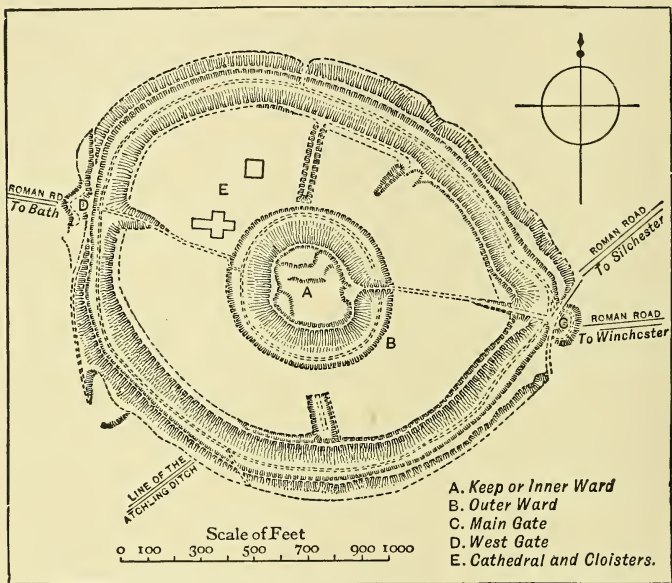 ROMAN RD
To Bath
D
E
A
B
C
ROMAN ROAD
To Silchester
ROMAN ROAD
To Winchester
LINE OF THE
ATCHLING DITCH
Scale of Feet
0 100 300 500 700 900 1000
A. Keep or Inner Ward
B. Outer Ward
C. Main Gate
D. West Gate
E. Cathedral and Cloisters.